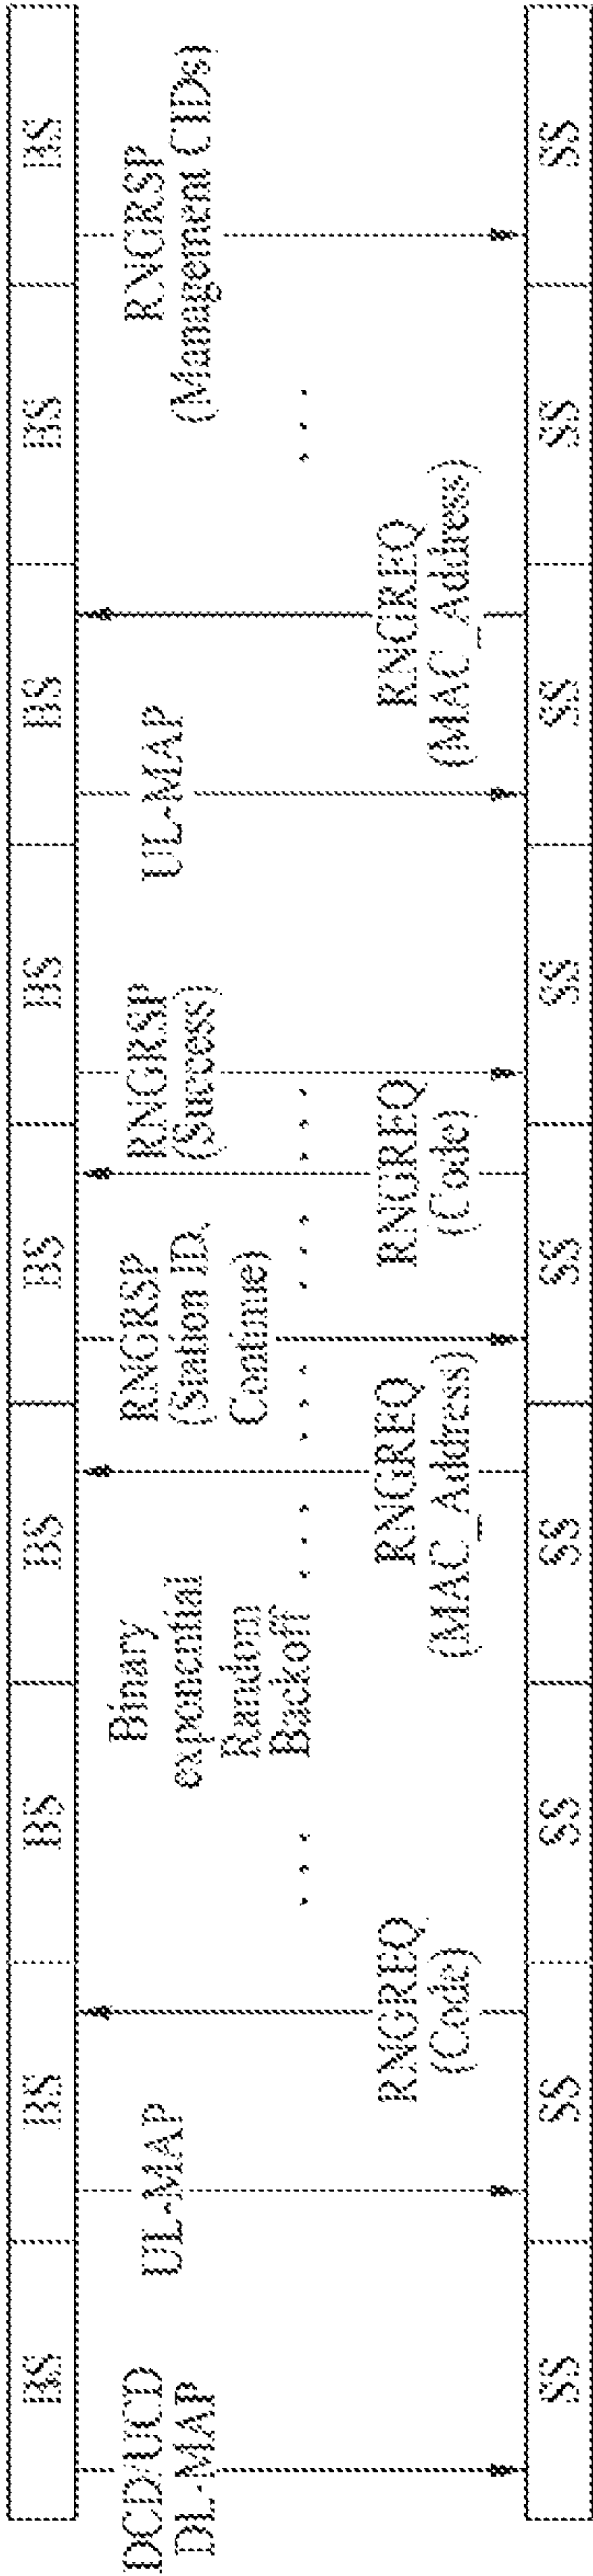 BS BS BS BS BS BS BS BS BS
DCD/UCD
DL-MAP
UL-MAP
RNGREQ
(Code)
Binary
exponential
Random
Backoff
RNGREQ
(MAC_Address)
RNGRSP
(Station ID,
Continue)
RNGREQ
(Code)
RNGRSP
(Success)
UL-MAP
RNGREQ
(MAC_Address)
RNGRSP
(Management CIDs)
SS SS SS SS SS SS SS SS SS